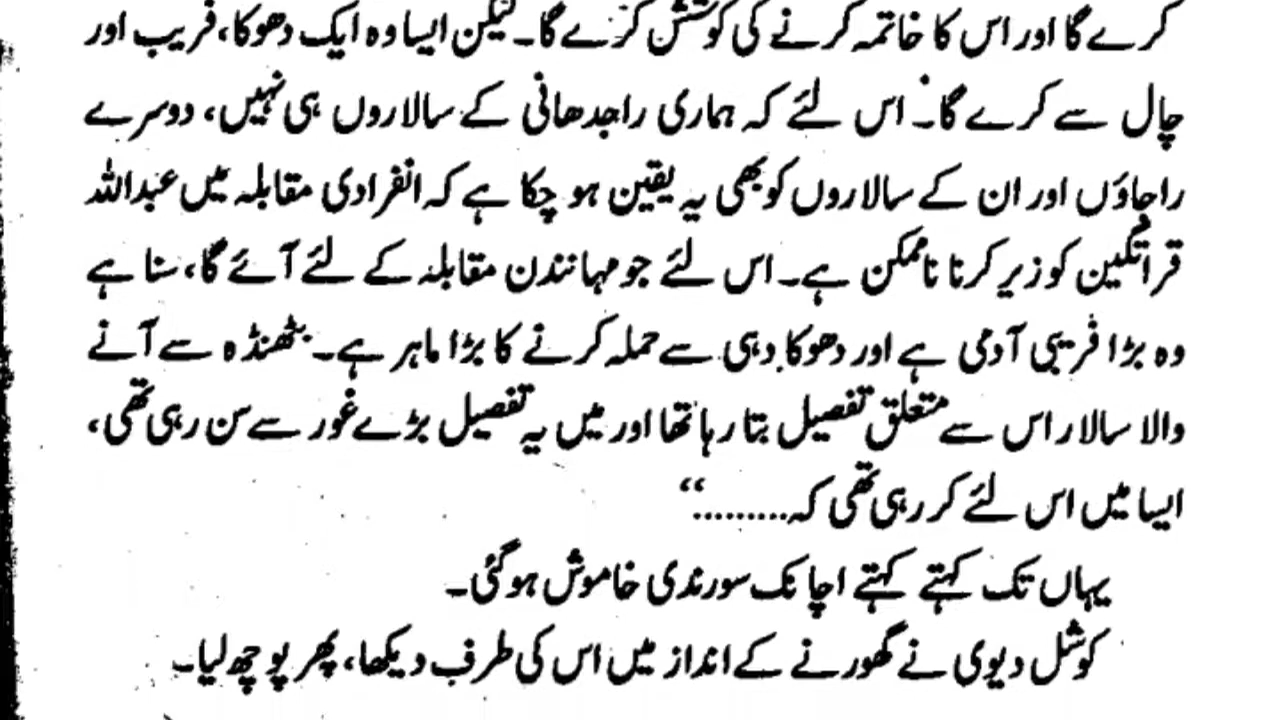 کرے گا اور اس کا خاتمہ کرنے کی کوشش کرے گا۔ لیکن ایسا وہ ایک دھوکا، فریب اور
چال سے کرے گا۔ اس لئے کہ ہماری راجدھانی کے سالاروں ہی نہیں، دوسرے
راجاؤں اور ان کے سالاروں کو بھی یہ یقین ہو چکا ہے کہ انفرادی مقابلہ میں عبداللہ
قراتگین کو زیر کرنا ناممکن ہے۔ اس لئے جو مہانندن مقابلہ کے لئے آئے گا، سنا ہے
وہ بڑا فریبی آدمی ہے اور دھوکا دہی سے حملہ کرنے کا بڑا ماہر ہے۔ بٹھنڈہ سے آنے
والا سالار اس سے متعلق تفصیل بتا رہا تھا اور میں یہ تفصیل بڑے غور سے سن رہی تھی،
ایسا میں اس لئے کر رہی تھی کہ.........“
یہاں تک کہتے کہتے اچانک سورندی خاموش ہو گئی۔
کوشل دیوی نے گھورنے کے انداز میں اس کی طرف دیکھا، پھر پوچھ لیا۔